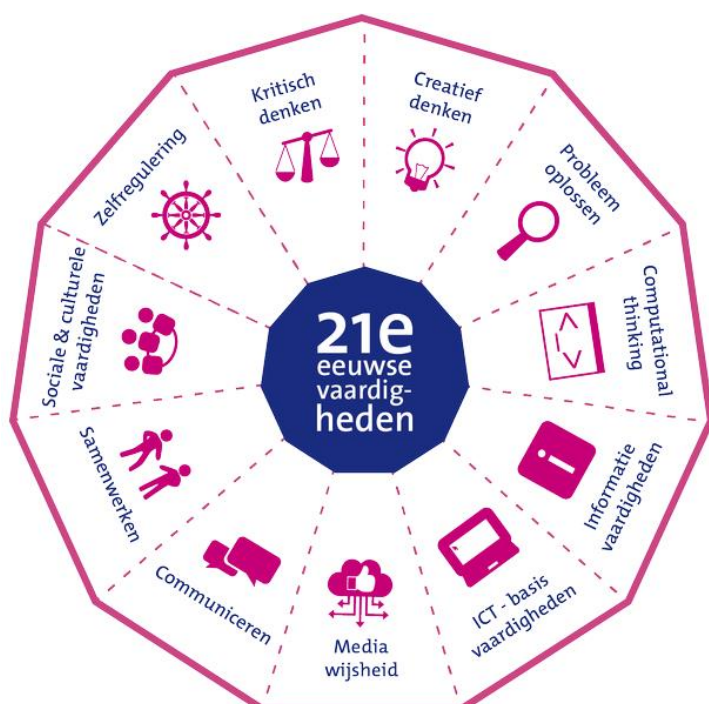 21e
eeuwse
vaardig-
heden
Kritisch
denken
Creatief
denken
Probleem
oplossen
Computational
thinking
Informatie
vaardigheden
ICT - basis
vaardigheden
Media
wijsheid
Communiceren
Samenwerken
Sociale & culturele
vaardigheden
Zelfregulering